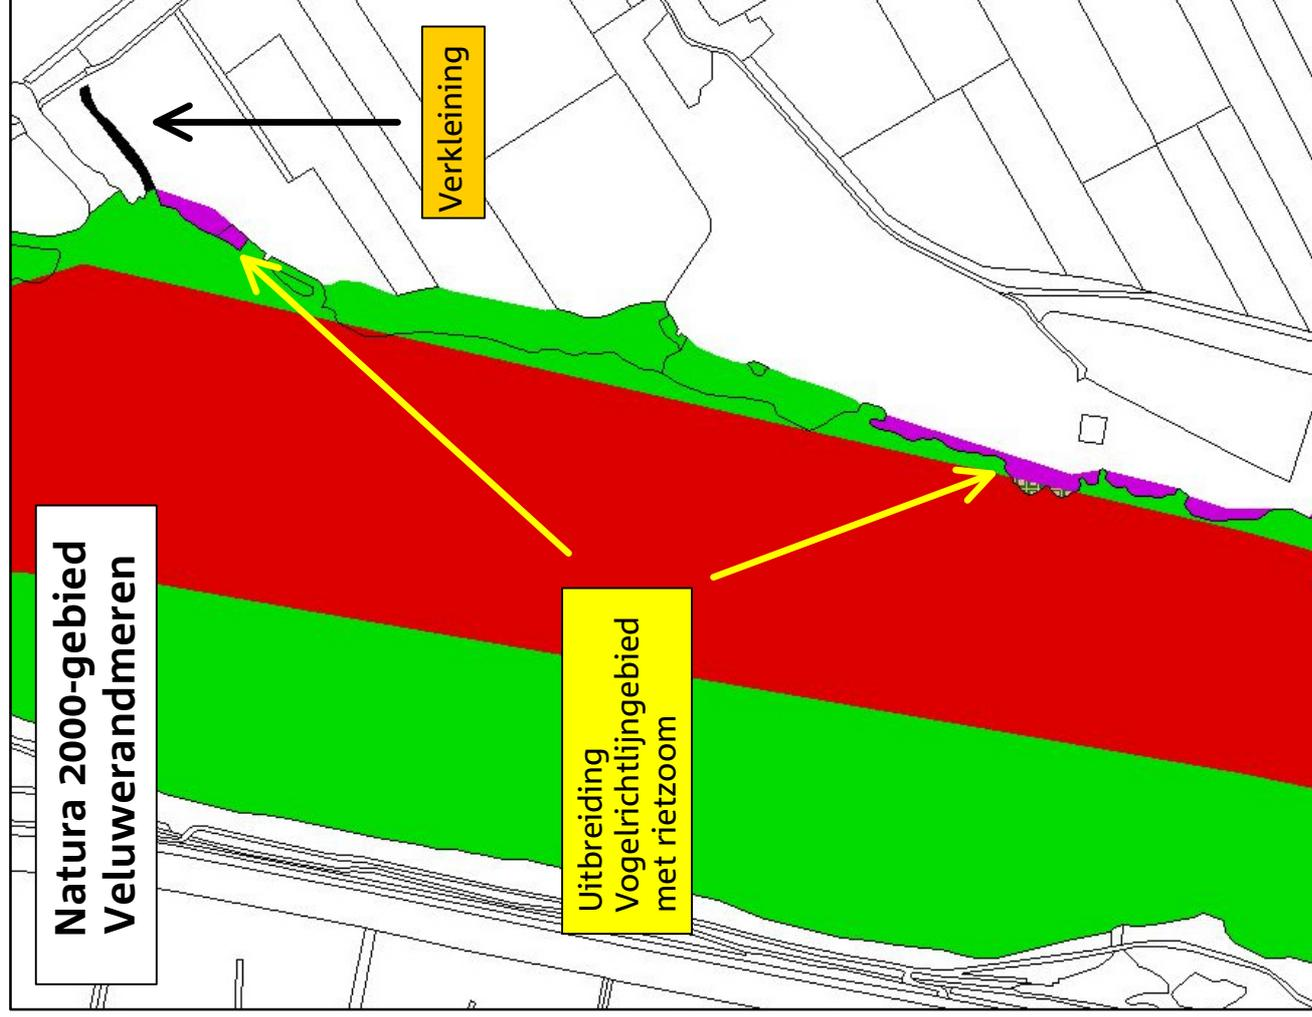 Natura 2000-gebied
Veluwerandmeren
Verkleining
Uitbreiding
Vogelrichtlijngebied
met rietzoom